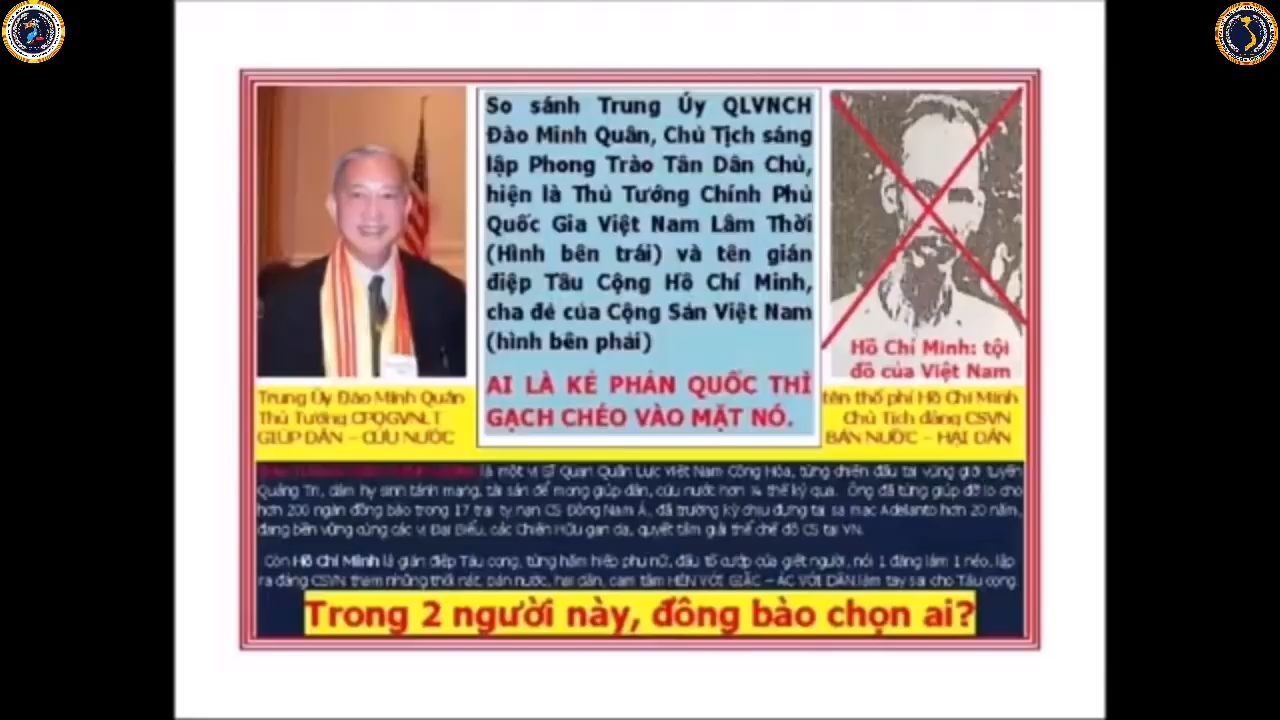 So sánh Trung Úy QLVNCH
Đào Minh Quân, Chủ Tịch sáng
lập Phong Trào Tân Dân Chủ,
hiện là Thủ Tướng Chính Phủ
Quốc Gia Việt Nam Lâm Thời
(Hình bên trái) và tên gián
điệp Tầu Cộng Hồ Chí Minh,
cha đẻ của Cộng Sản Việt Nam
(hình bên phải)
AI LÀ KẺ PHẢN QUỐC THÌ
GẠCH CHÉO VÀO MẶT NÓ.
Hồ Chí Minh: tội
đồ của Việt Nam
Trung Úy Đào Minh Quân
Thủ Tướng CPQGVNLT
GIÚP DÂN – CỨU NƯỚC
tên thổ phỉ Hồ Chí Minh
Chủ Tịch đảng CSVN
BÁN NƯỚC – HẠI DÂN
là một vị Sĩ Quan Quân Lực Việt Nam Cộng Hòa, từng chiến đấu tại vùng giới tuyến
Quảng Trị, dám hy sinh tánh mạng, tài sản để mong giúp dân, cứu nước hơn ¼ thế kỷ qua. Ông đã từng giúp đỡ lo cho
hơn 200 ngàn đồng bào trong 17 trại tỵ nạn CS Đông Nam Á, đã trường kỳ chịu đựng tại sa mạc Adelanto hơn 20 năm,
đang bền vững cùng các vị Đại Biểu, các Chiến Hữu gan dạ, quyết tâm giải thể chế độ CS tại VN.
Còn Hồ Chí Minh là gián điệp Tầu cộng, từng hãm hiếp phụ nữ, đấu tố cướp của giết người, nói 1 đàng làm 1 nẻo, lập
ra đảng CSVN tham nhũng thối nát, bán nước, hại dân, cam tâm HÈN VỚI GIẶC – ÁC VỚI DÂN làm tay sai cho Tầu cộng.
Trong 2 người này, đồng bào chọn ai?